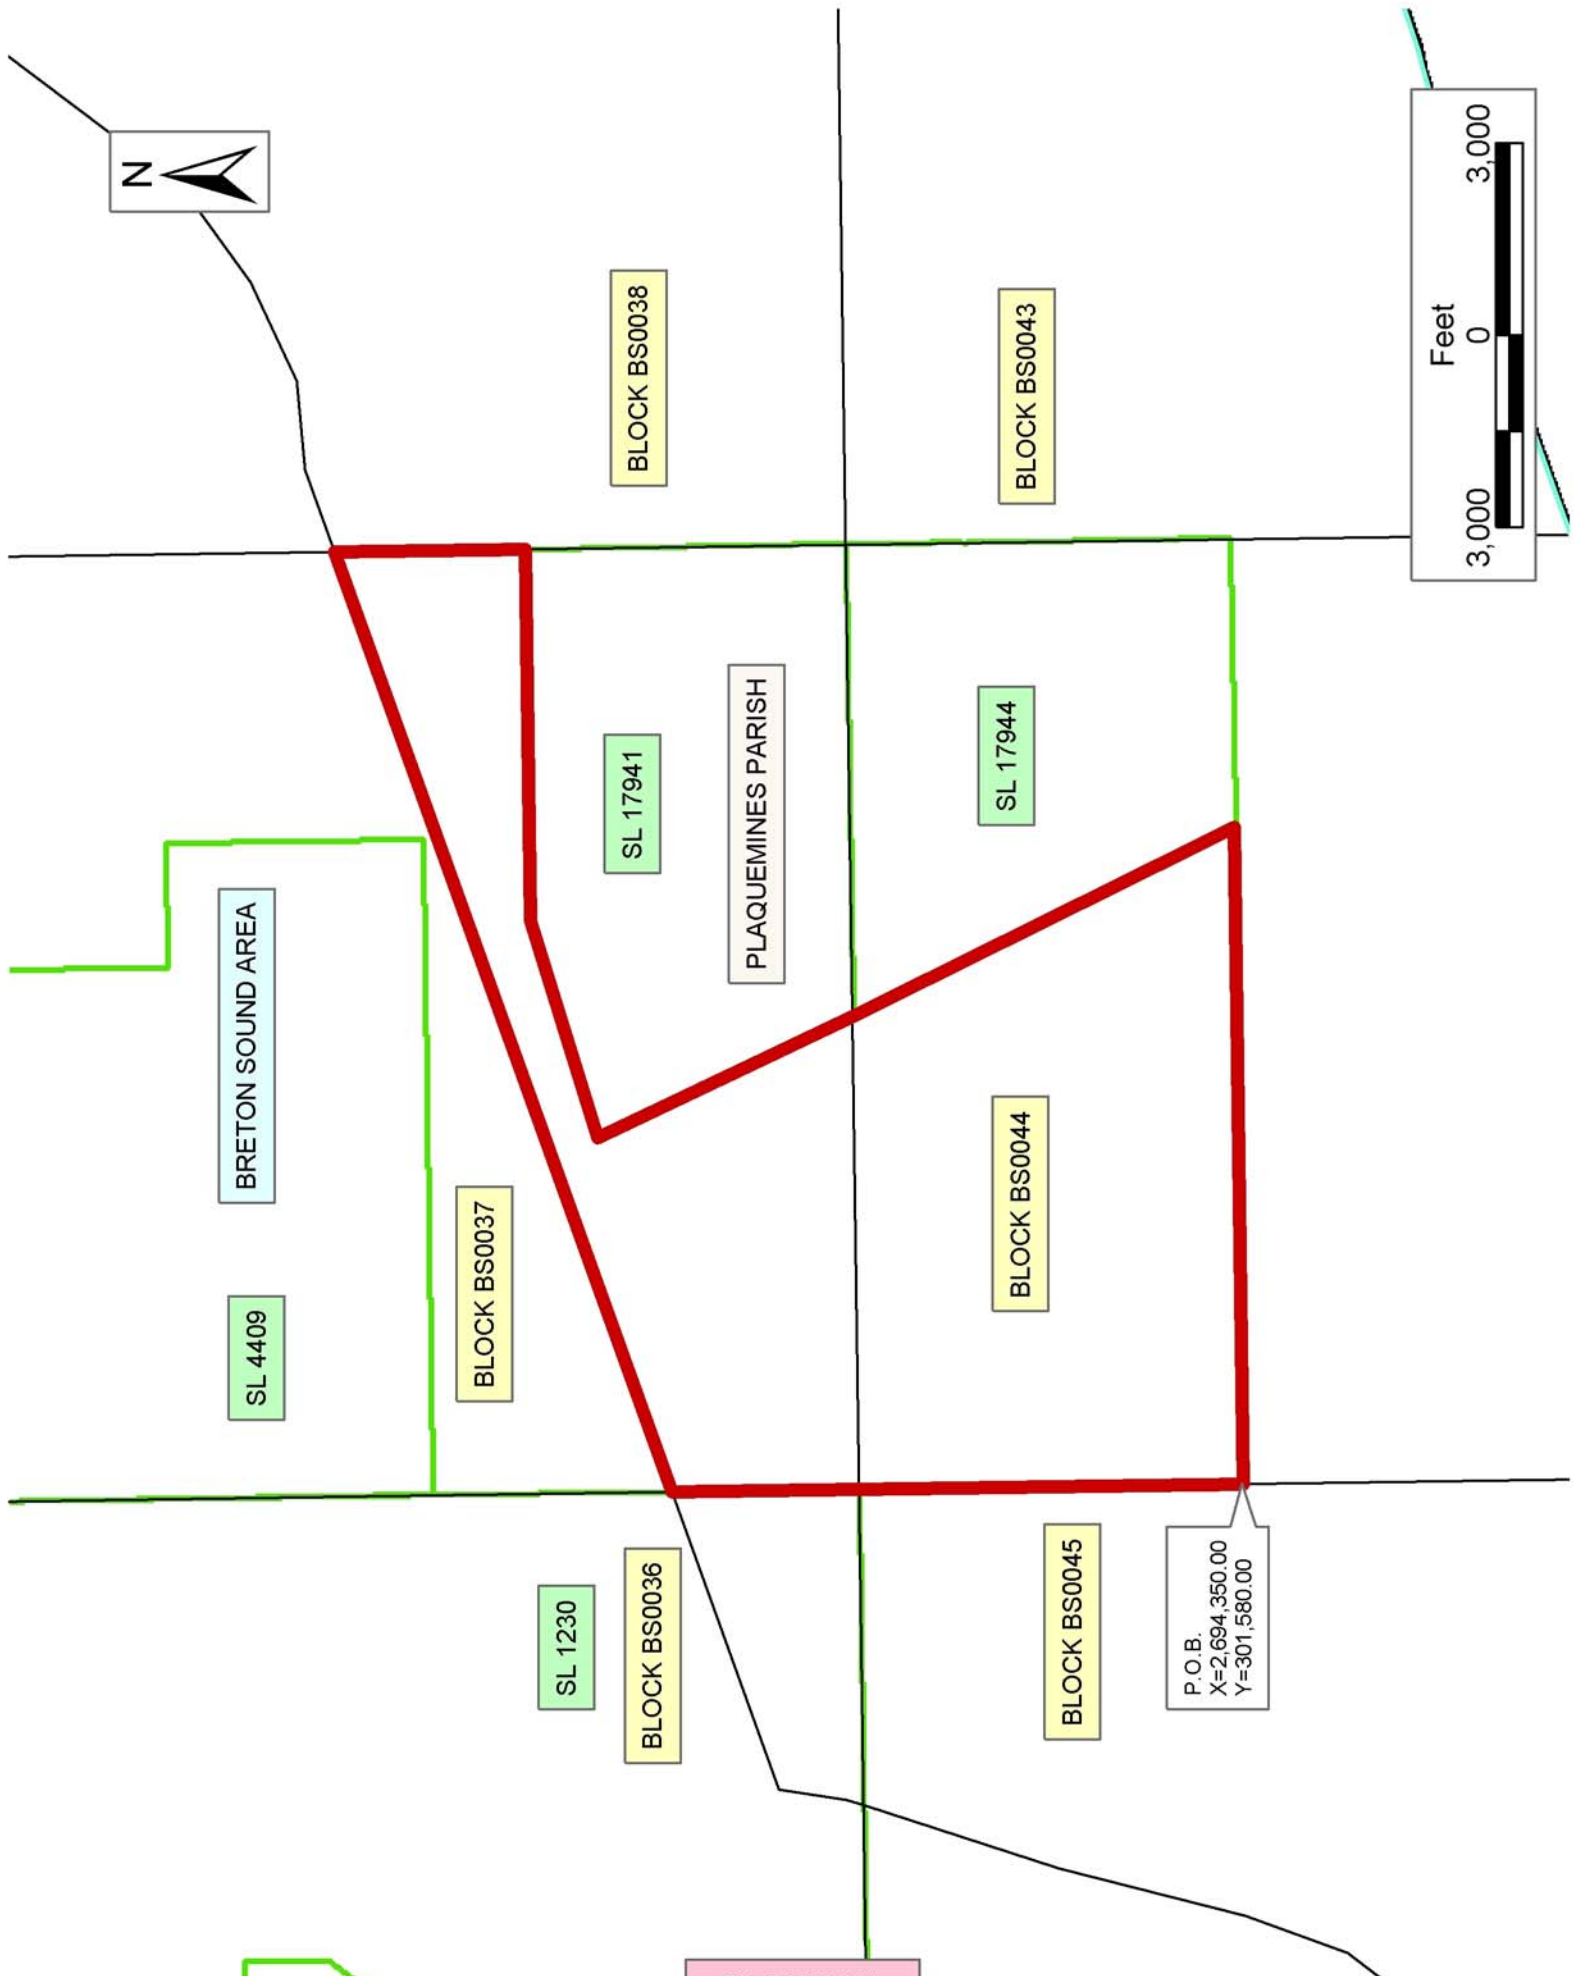 SL 4409
BRETON SOUND AREA
N
BLOCK BS0037
SL 1230
BLOCK BS0036
SL 17941
BLOCK BS0038
PLAQUEMINES PARISH
BLOCK BS0045
BLOCK BS0044
SL 17944
BLOCK BS0043
P.O.B.
X=2,694,350.00
Y=301,580.00
Feet
3,000 0 3,000